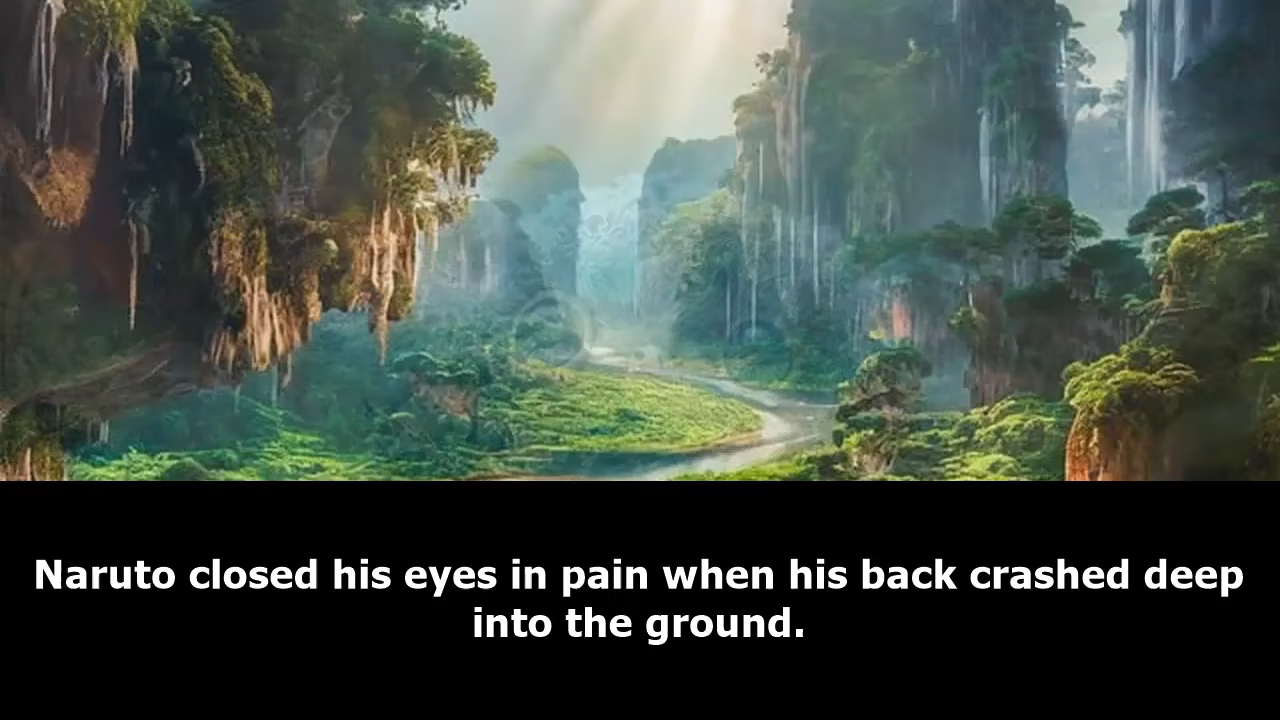 Naruto closed his eyes in pain when his back crashed deep
into the ground.